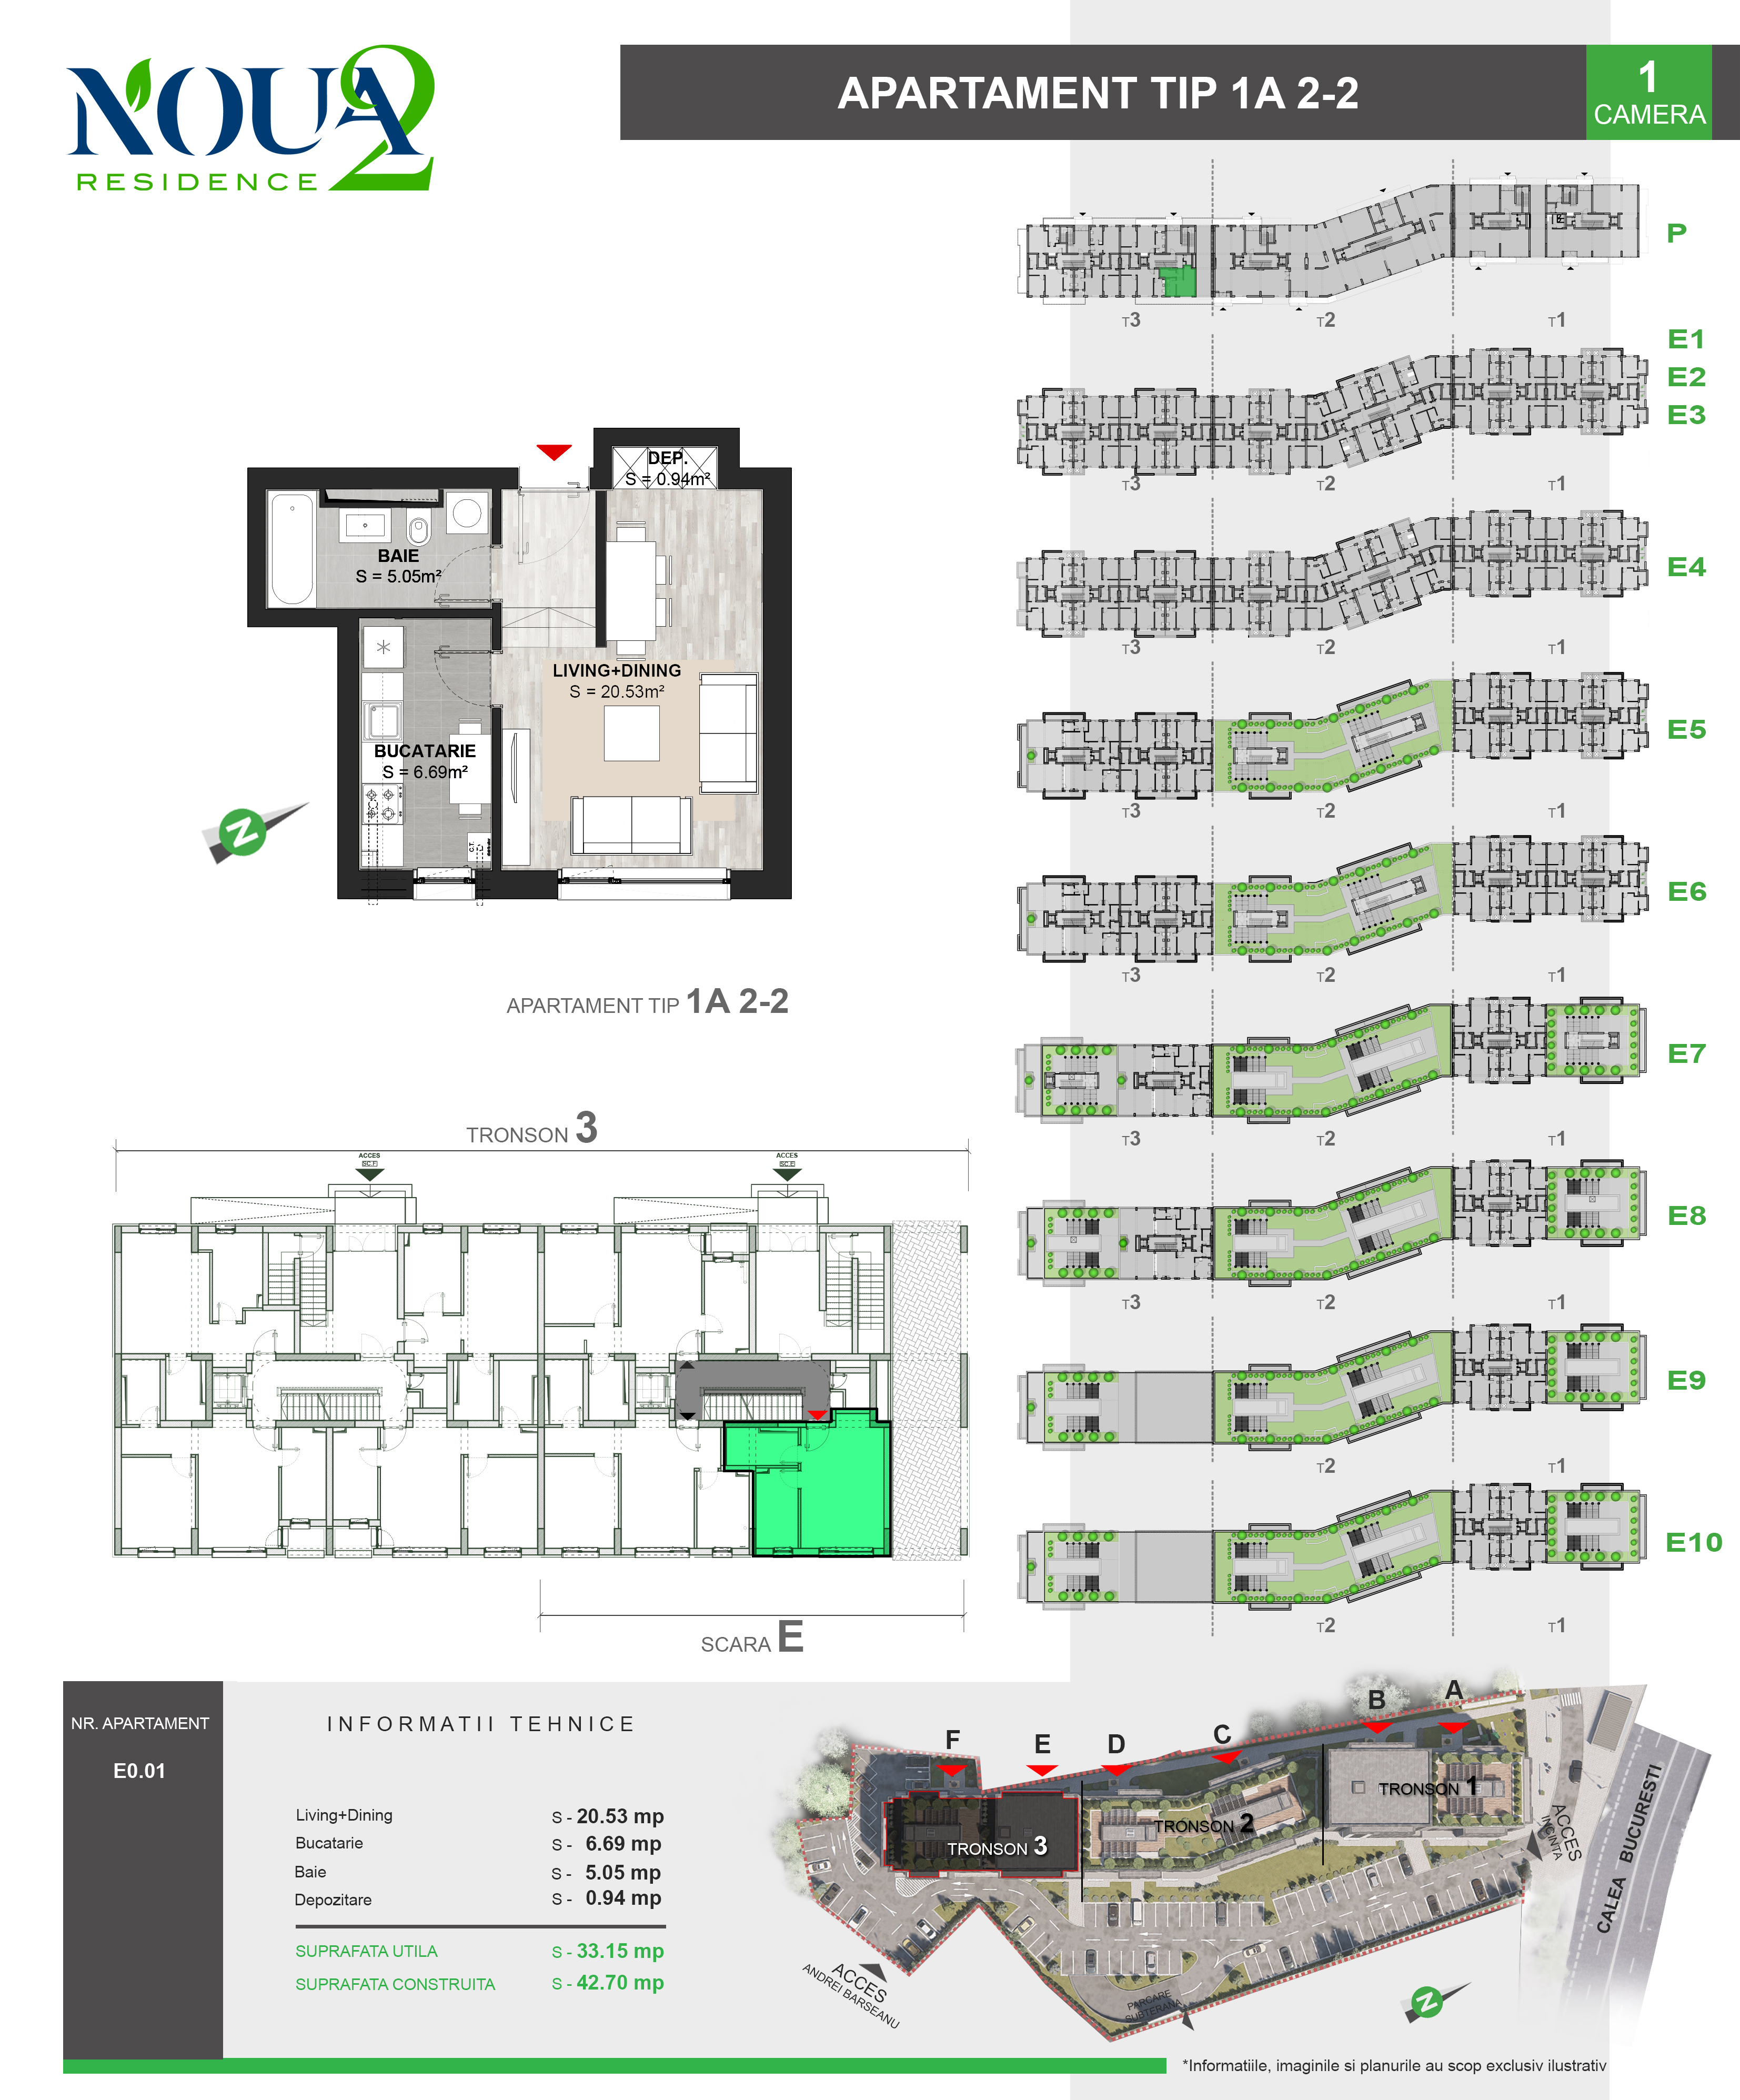 NOUA 2
RESIDENCE
APARTAMENT TIP 1A 2-2
1
CAMERA
P
T3
T2
T1
E1
E2
E3
T3
T2
T1
E4
T3
T2
T1
E5
T3
T2
T1
E6
T3
T2
T1
E7
T3
T2
T1
E8
T3
T2
T1
E9
T2
T1
E10
T2
T1
DEP.
S = 0.94m²
BAIE
S = 5.05m²
LIVING+DINING
S = 20.53m²
BUCATARIE
S = 6.69m²
C.T.
N
APARTAMENT TIP 1A 2-2
TRONSON 3
ACCES
SC.F
ACCES
SC.E
SCARA E
NR. APARTAMENT
E0.01
INFORMATII TEHNICE
Living+Dining S - 20.53 mp
Bucatarie S - 6.69 mp
Baie S - 5.05 mp
Depozitare S - 0.94 mp
SUPRAFATA UTILA S - 33.15 mp
SUPRAFATA CONSTRUITA S - 42.70 mp
F
E
D
C
B
A
TRONSON 3
TRONSON 2
TRONSON 1
ACCES
INCINTA
CALEA BUCURESTI
ACCES
ANDREI BARSEANU
PARCARE
SUBTERANA
N
*Informatiile, imaginile si planurile au scop exclusiv ilustrativ